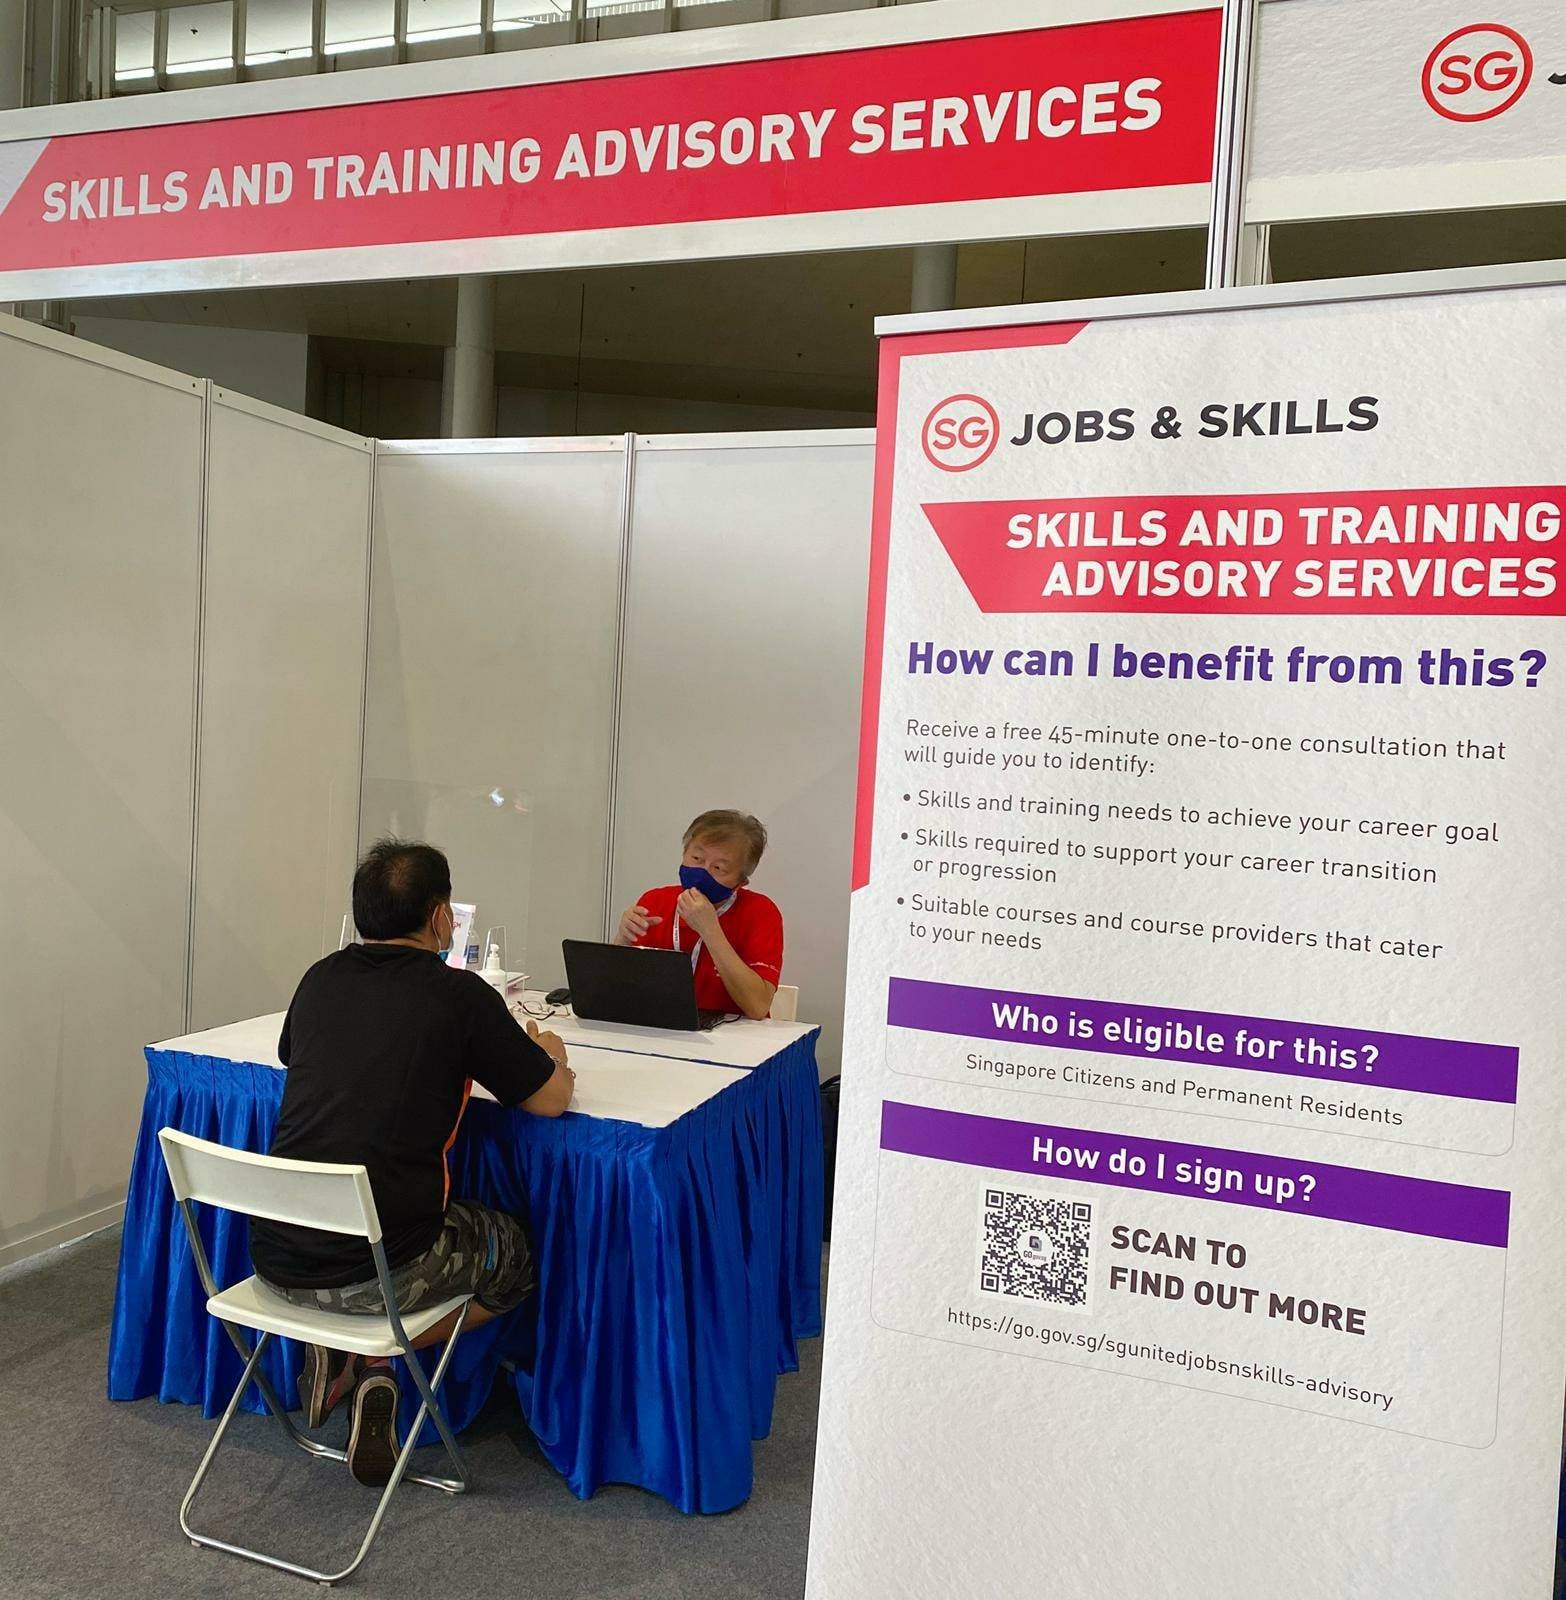 SKILLS AND TRAINING ADVISORY SERVICES
SG
SG JOBS & SKILLS
SKILLS AND TRAINING
ADVISORY SERVICES
How can I benefit from this?
Receive a free 45-minute one-to-one consultation that
will guide you to identify:
• Skills and training needs to achieve your career goal
• Skills required to support your career transition
or progression
• Suitable courses and course providers that cater
to your needs
Who is eligible for this?
Singapore Citizens and Permanent Residents
How do I sign up?
GO gov.sg
SCAN TO
FIND OUT MORE
https://go.gov.sg/sgunitedjobsnskills-advisory